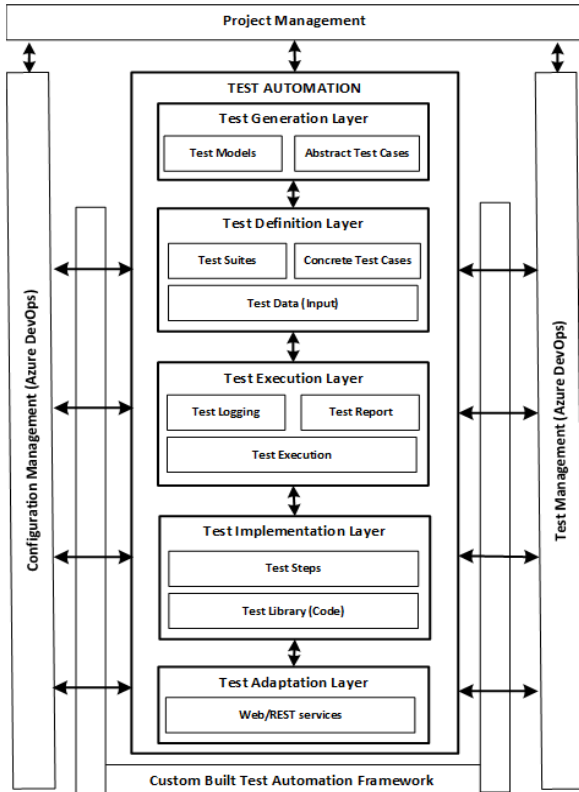 Project Management
TEST AUTOMATION
Test Generation Layer
Test Models
Abstract Test Cases
Test Definition Layer
Test Suites
Concrete Test Cases
Test Data (Input)
Test Execution Layer
Test Logging
Test Report
Test Execution
Test Implementation Layer
Test Steps
Test Library (Code)
Test Adaptation Layer
Web/REST services
Configuration Management (Azure DevOps)
Test Management (Azure DevOps)
Custom Built Test Automation Framework